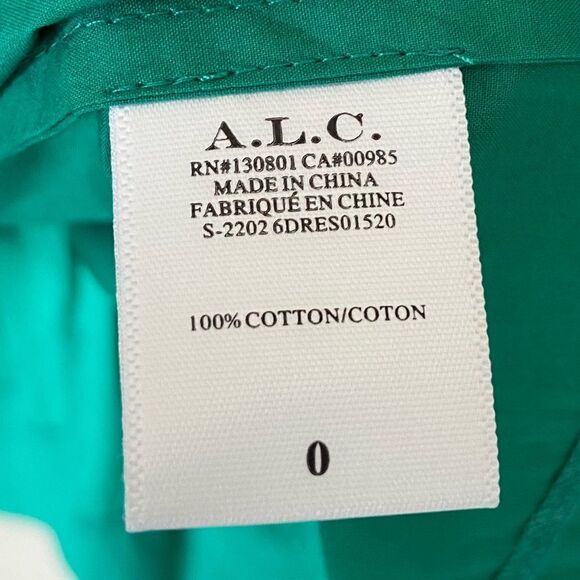 A.L.C.
RN#130801 CA#00985
MADE IN CHINA
FABRIQUÉ EN CHINE
S-2202 6DRES01520
100% COTTON/COTON
0